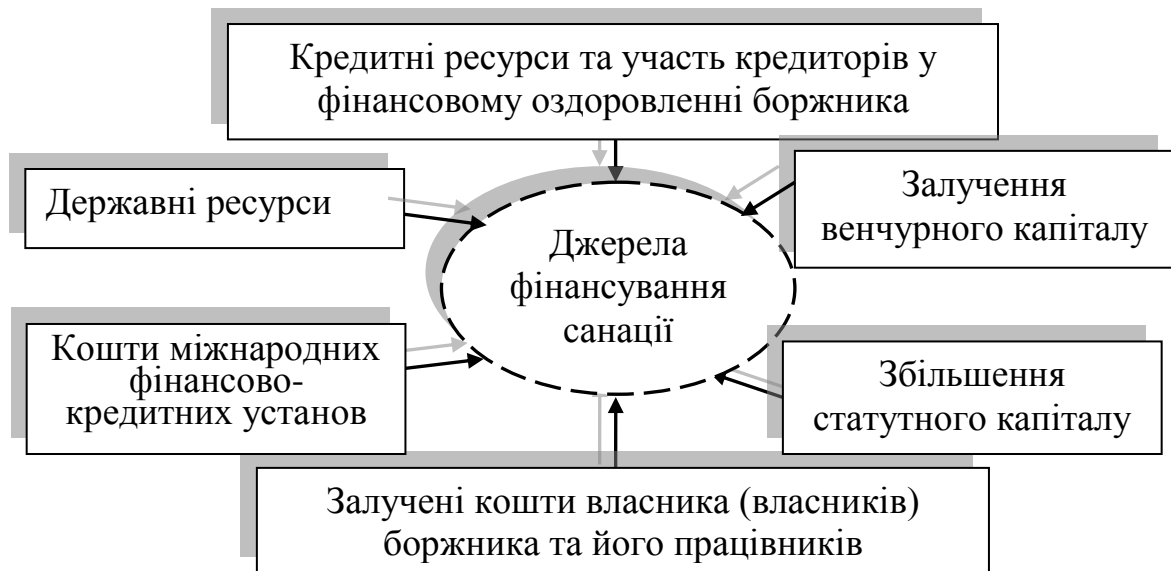 Кредитні ресурси та участь кредиторів у
фінансовому оздоровленні боржника
Державні ресурси
Залучення
венчурного капіталу
Джерела
фінансування
санації
Кошти міжнародних
фінансово-
кредитних установ
Збільшення
статутного капіталу
Залучені кошти власника (власників)
боржника та його працівників